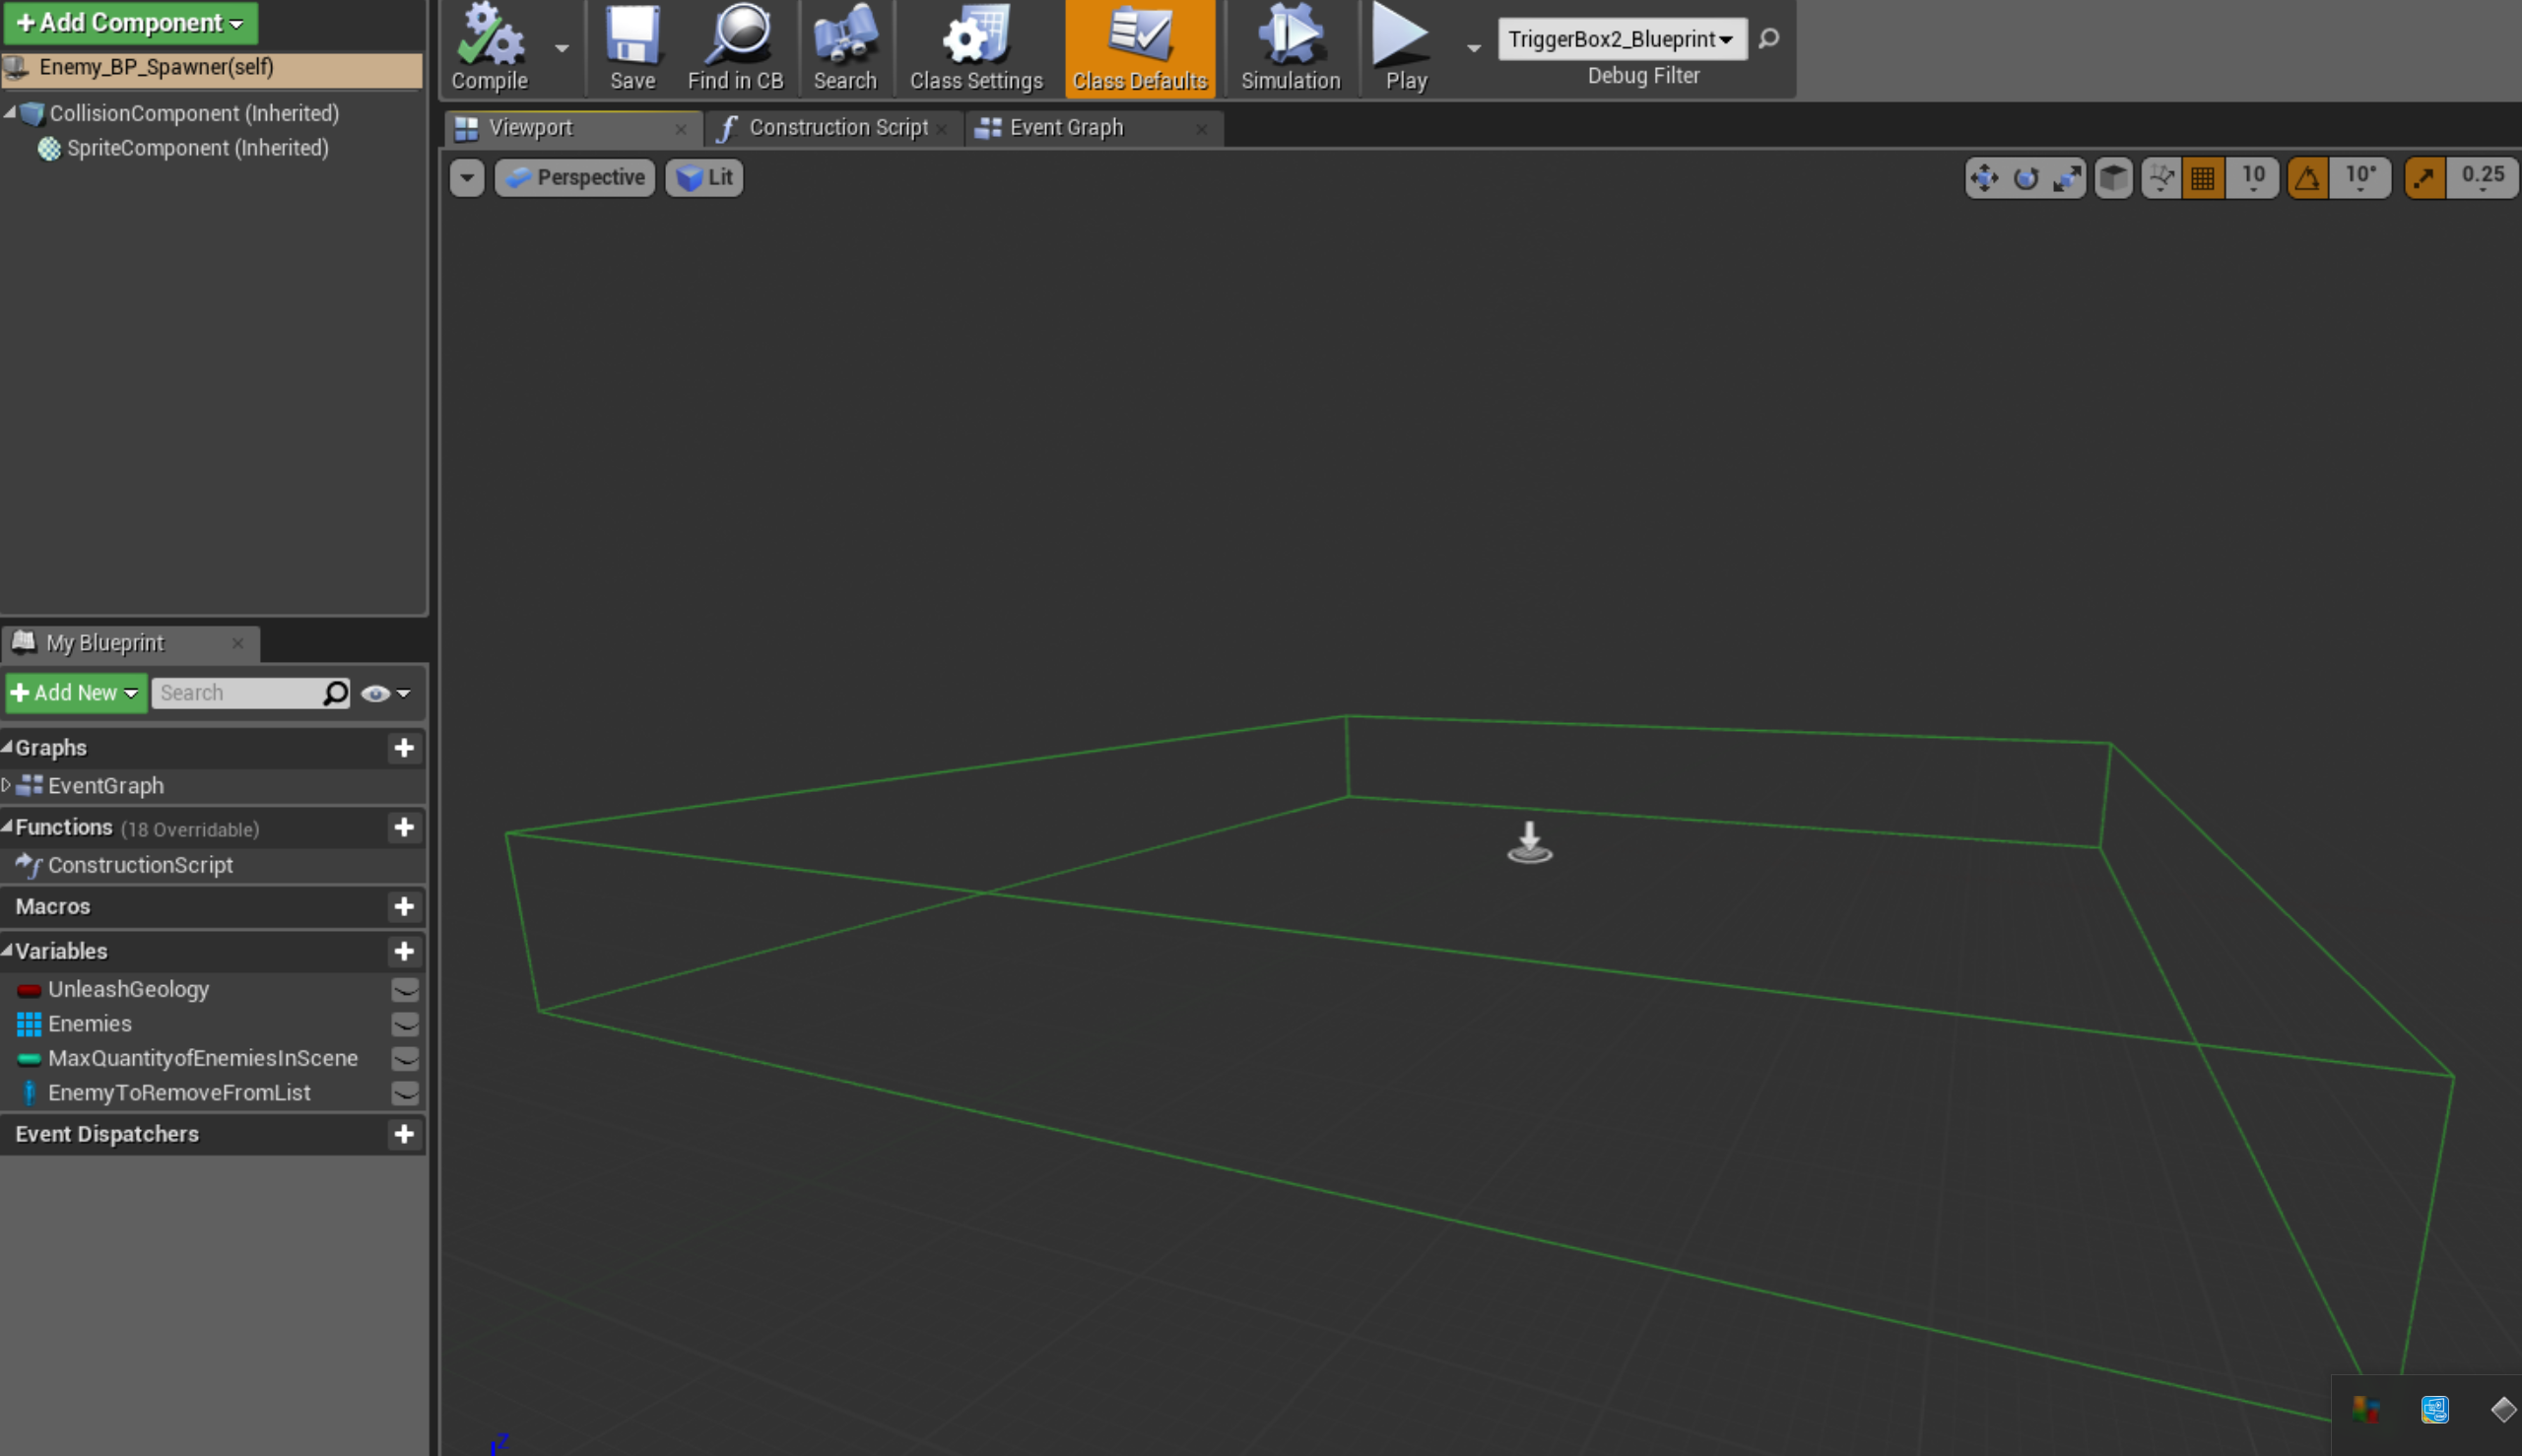 Add Component
Enemy_BP_Spawner(self)
CollisionComponent (Inherited)
SpriteComponent (Inherited)
Compile
Save
Find in CB
Search
Class Settings
Class Defaults
Simulation
Play
TriggerBox2_Blueprint
Debug Filter
Viewport
Construction Script
Event Graph
Perspective
Lit
10
10°
0.25
My Blueprint
Add New
Search
Graphs
EventGraph
Functions (18 Overridable)
ConstructionScript
Macros
Variables
UnleashGeology
Enemies
MaxQuantityofEnemiesInScene
EnemyToRemoveFromList
Event Dispatchers
Z